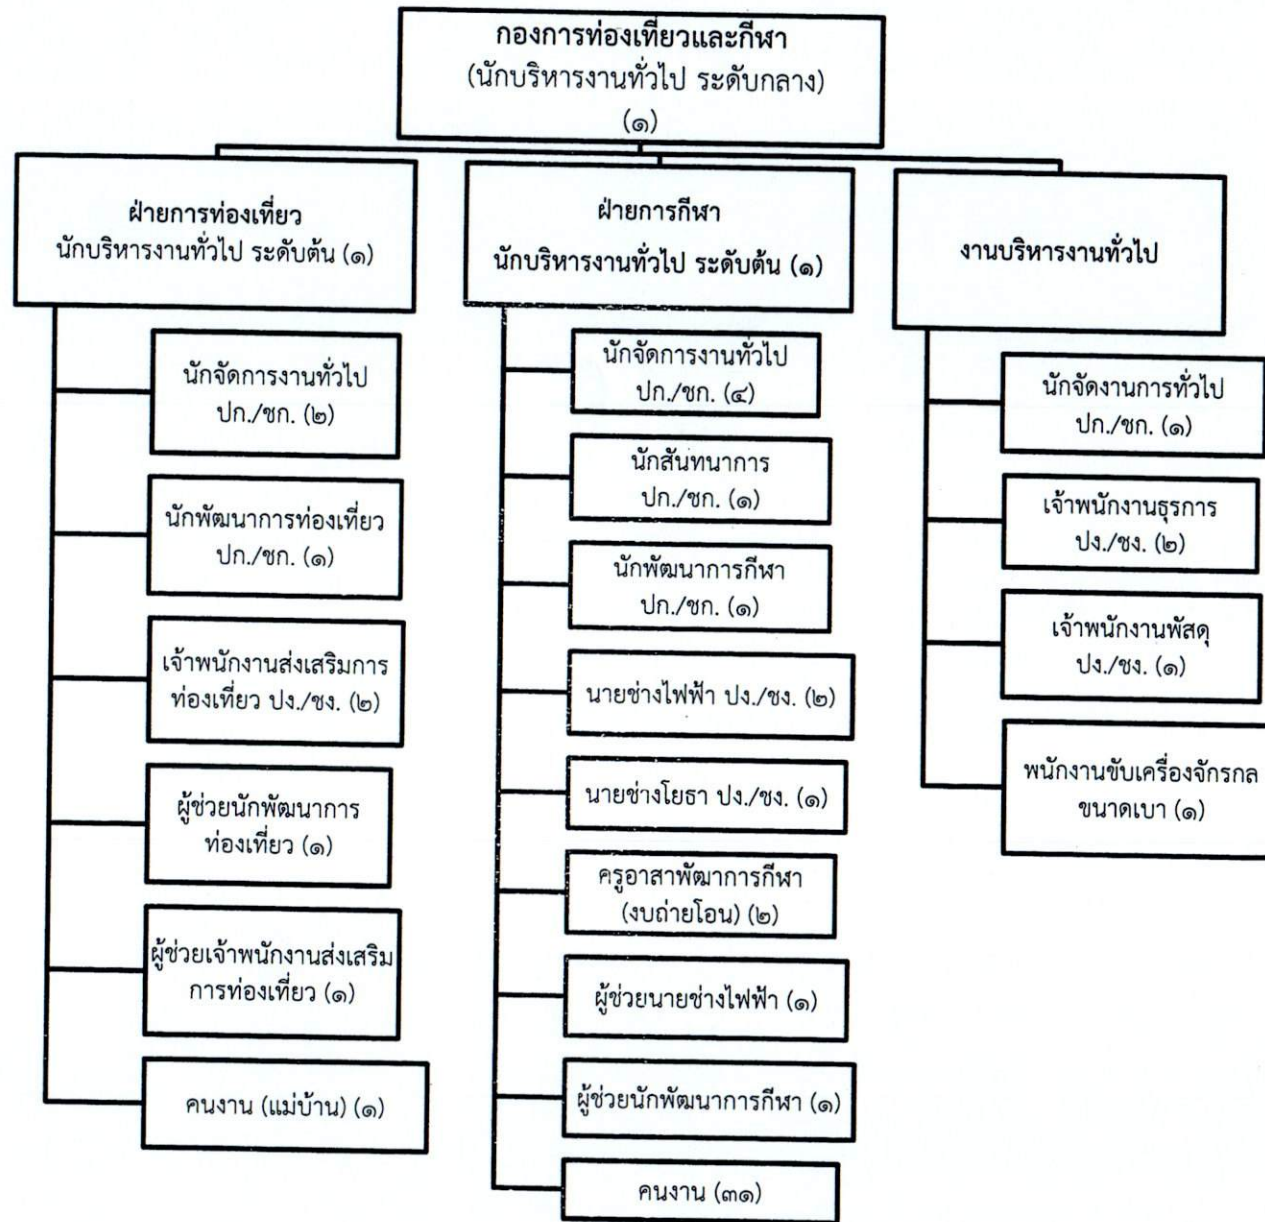 กองการท่องเที่ยวและกีฬา
(นักบริหารงานทั่วไป ระดับกลาง)
(๑)
ฝ่ายการท่องเที่ยว
นักบริหารงานทั่วไป ระดับต้น (๑)
นักจัดการงานทั่วไป
ปก./ชก. (๒)
นักพัฒนาการท่องเที่ยว
ปก./ชก. (๑)
เจ้าพนักงานส่งเสริมการ
ท่องเที่ยว ปง./ชง. (๒)
ผู้ช่วยนักพัฒนาการ
ท่องเที่ยว (๑)
ผู้ช่วยเจ้าพนักงานส่งเสริม
การท่องเที่ยว (๑)
คนงาน (แม่บ้าน) (๑)
ฝ่ายการกีฬา
นักบริหารงานทั่วไป ระดับต้น (๑)
นักจัดการงานทั่วไป
ปก./ชก. (๔)
นักสันทนาการ
ปก./ชก. (๑)
นักพัฒนาการกีฬา
ปก./ชก. (๑)
นายช่างไฟฟ้า ปง./ชง. (๒)
นายช่างโยธา ปง./ชง. (๑)
ครูอาสาพัฒาการกีฬา
(งบถ่ายโอน) (๒)
ผู้ช่วยนายช่างไฟฟ้า (๑)
ผู้ช่วยนักพัฒนาการกีฬา (๑)
คนงาน (๓๑)
งานบริหารงานทั่วไป
นักจัดงานการทั่วไป
ปก./ชก. (๑)
เจ้าพนักงานธุรการ
ปง./ชง. (๒)
เจ้าพนักงานพัสดุ
ปง./ชง. (๑)
พนักงานขับเครื่องจักรกล
ขนาดเบา (๑)